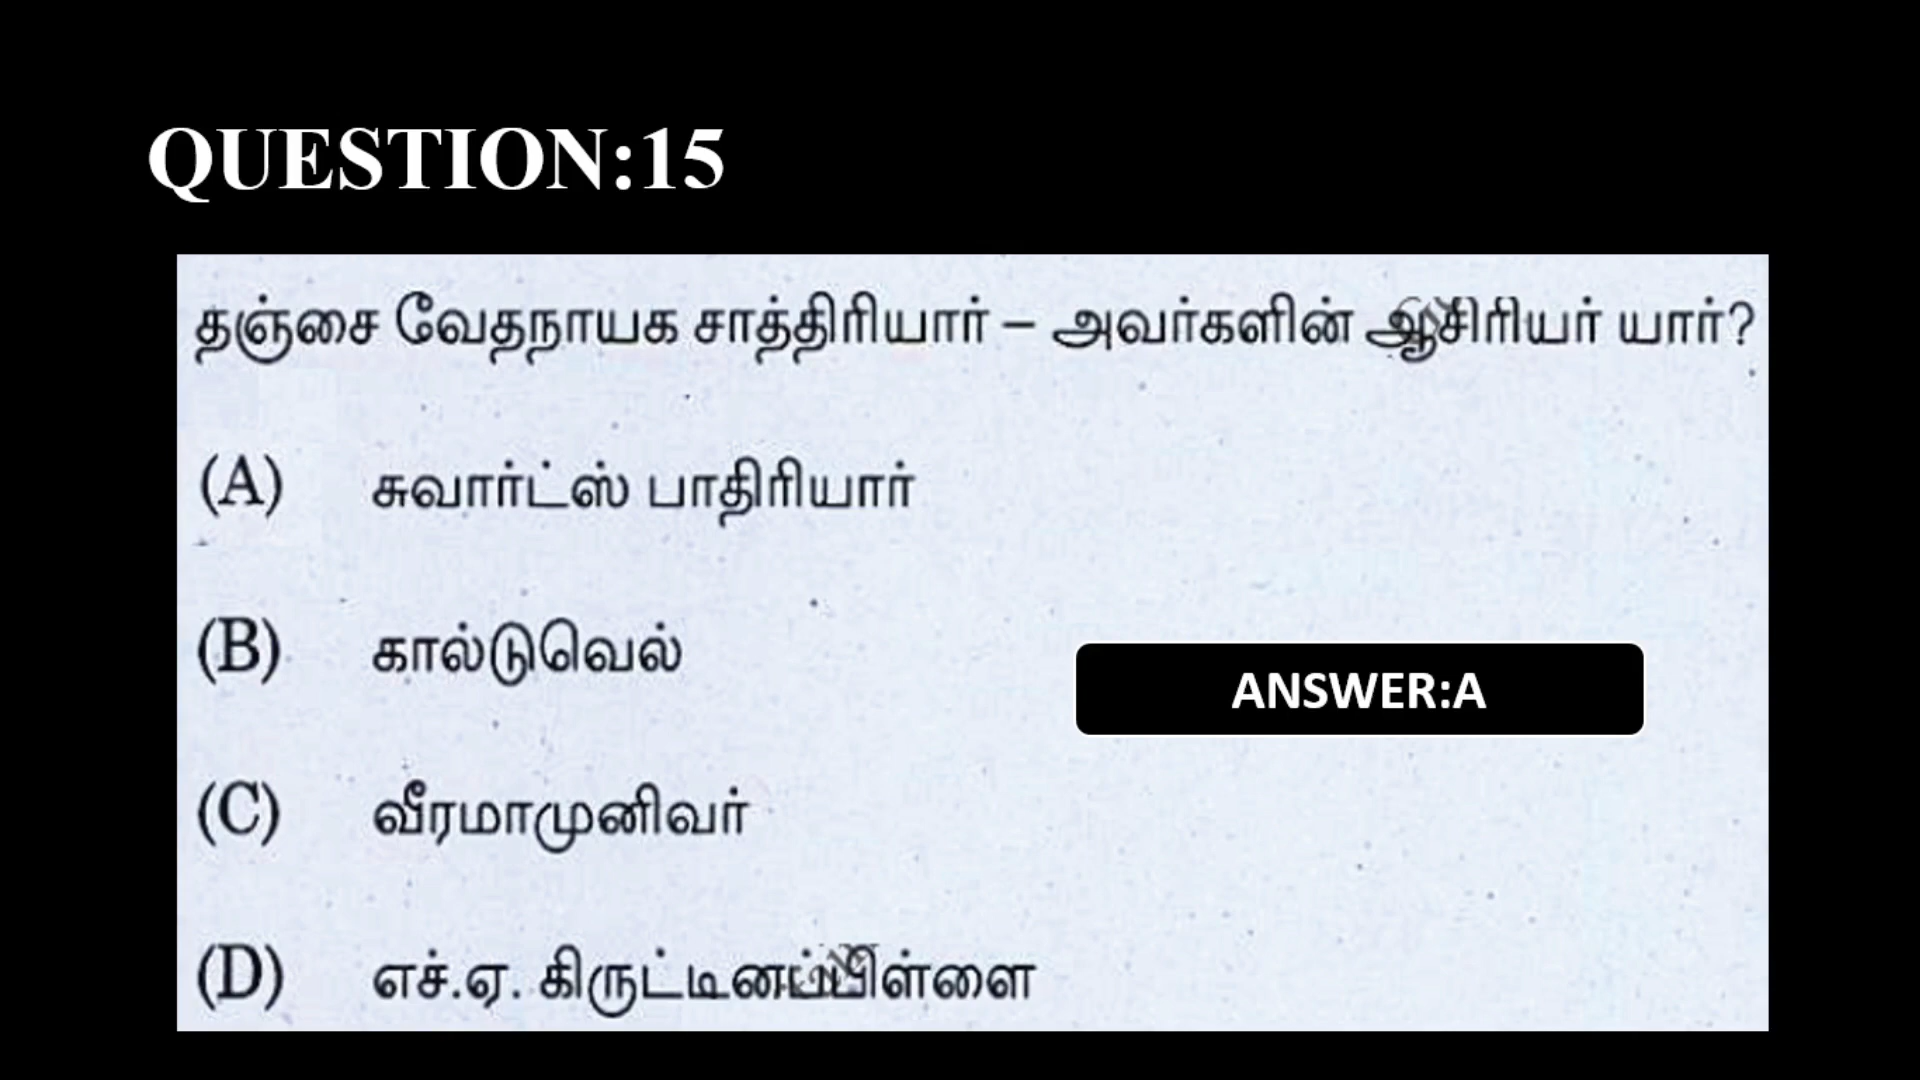 QUESTION:15
தஞ்சை வேதநாயக சாத்திரியார் – அவர்களின் ஆசிரியர் யார்?
(A) சுவார்ட்ஸ் பாதிரியார்
(B) கால்டுவெல்
ANSWER:A
(C) வீரமாமுனிவர்
(D) எச்.ஏ. கிருட்டினப்பிள்ளை